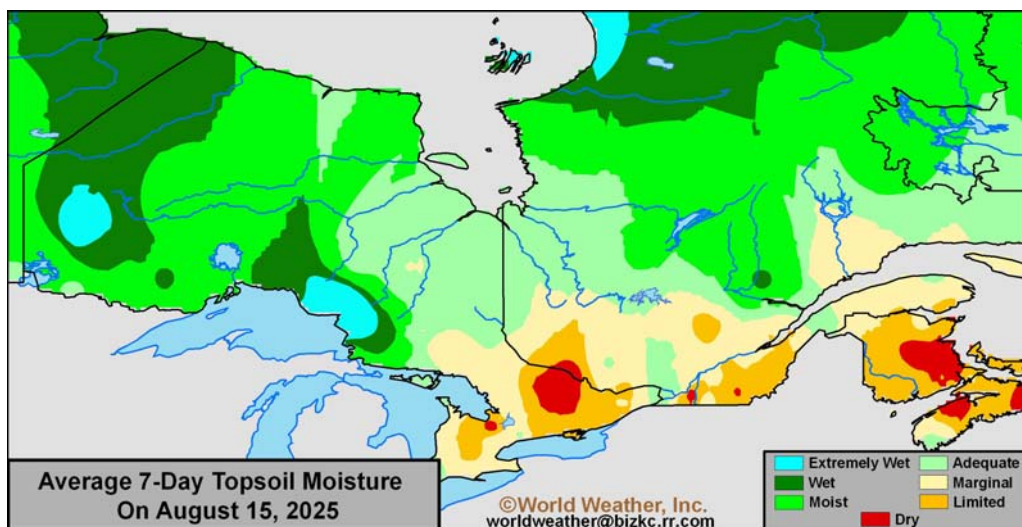 Average 7-Day Topsoil Moisture
On August 15, 2025
©World Weather, Inc.
worldweather@bizkc.rr.com
Extremely Wet
Wet
Moist
Adequate
Marginal
Limited
Dry